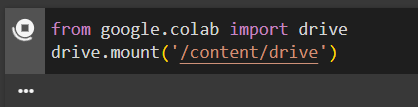 from google.colab import drive
drive.mount('/content/drive')